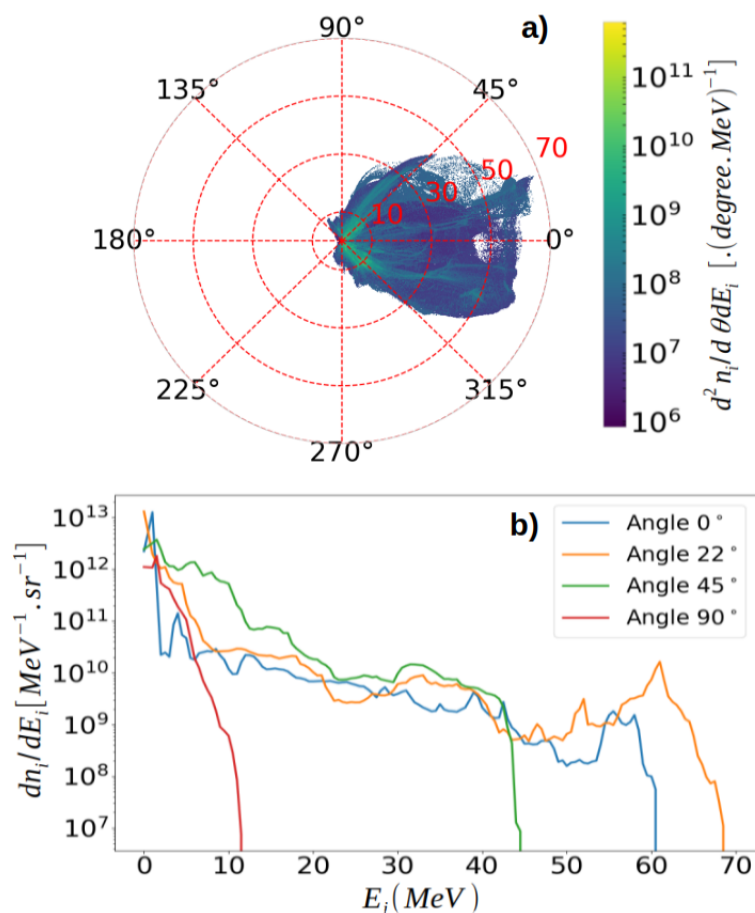 a)
90°
135°
45°
180°
0°
225°
315°
270°
10
30
50
70
10¹¹
10¹⁰
10⁹
10⁸
10⁷
10⁶
d² nᵢ/d θdEᵢ [.(degree.MeV)⁻¹]
b)
Angle 0°
Angle 22°
Angle 45°
Angle 90°
10¹³
10¹²
10¹¹
10¹⁰
10⁹
10⁸
10⁷
dnᵢ/dEᵢ[MeV⁻¹.sr⁻¹]
0 10 20 30 40 50 60 70
Eᵢ(MeV)